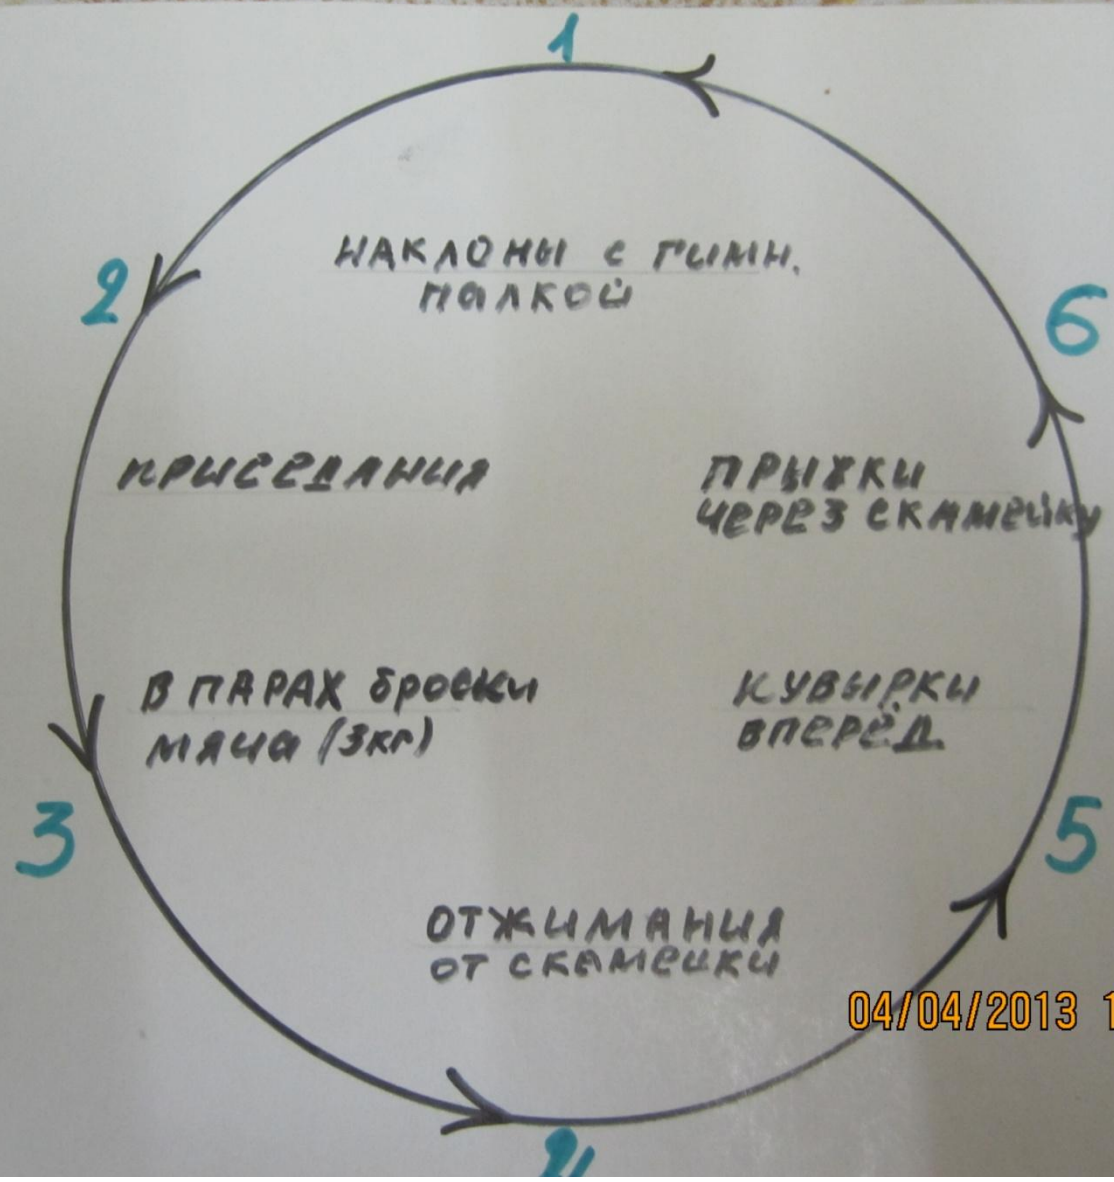 1
НАКЛОНЫ С ГИМН.
ПАЛКОЙ
2
6
ПРИСЕДАНИЯ
ПРЫЖКИ
ЧЕРЕЗ СКАМЕЙКУ
В ПАРАХ броски
МЯЧА (3кг)
КУВЫРКИ
ВПЕРЁД
3
5
ОТЖИМАНИЯ
ОТ СКАМЕЙКИ
04/04/2013 1
4